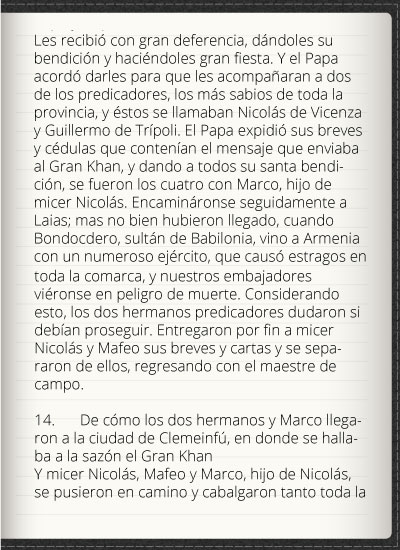 Les recibió con gran deferencia, dándoles su
bendición y haciéndoles gran fiesta. Y el Papa
acordó darles para que les acompañaran a dos
de los predicadores, los más sabios de toda la
provincia, y éstos se llamaban Nicolás de Vicenza
y Guillermo de Trípoli. El Papa expidió sus breves
y cédulas que contenían el mensaje que enviaba
al Gran Khan, y dando a todos su santa bendi-
ción, se fueron los cuatro con Marco, hijo de
micer Nicolás. Encamináronse seguidamente a
Laias; mas no bien hubieron llegado, cuando
Bondocdero, sultán de Babilonia, vino a Armenia
con un numeroso ejército, que causó estragos en
toda la comarca, y nuestros embajadores
viéronse en peligro de muerte. Considerando
esto, los dos hermanos predicadores dudaron si
debían proseguir. Entregaron por fin a micer
Nicolás y Mafeo sus breves y cartas y se sepa-
raron de ellos, regresando con el maestre de
campo.
14. De cómo los dos hermanos y Marco llega-
ron a la ciudad de Clemeinfú, en donde se halla-
ba a la sazón el Gran Khan
Y micer Nicolás, Mafeo y Marco, hijo de Nicolás,
se pusieron en camino y cabalgaron tanto toda la